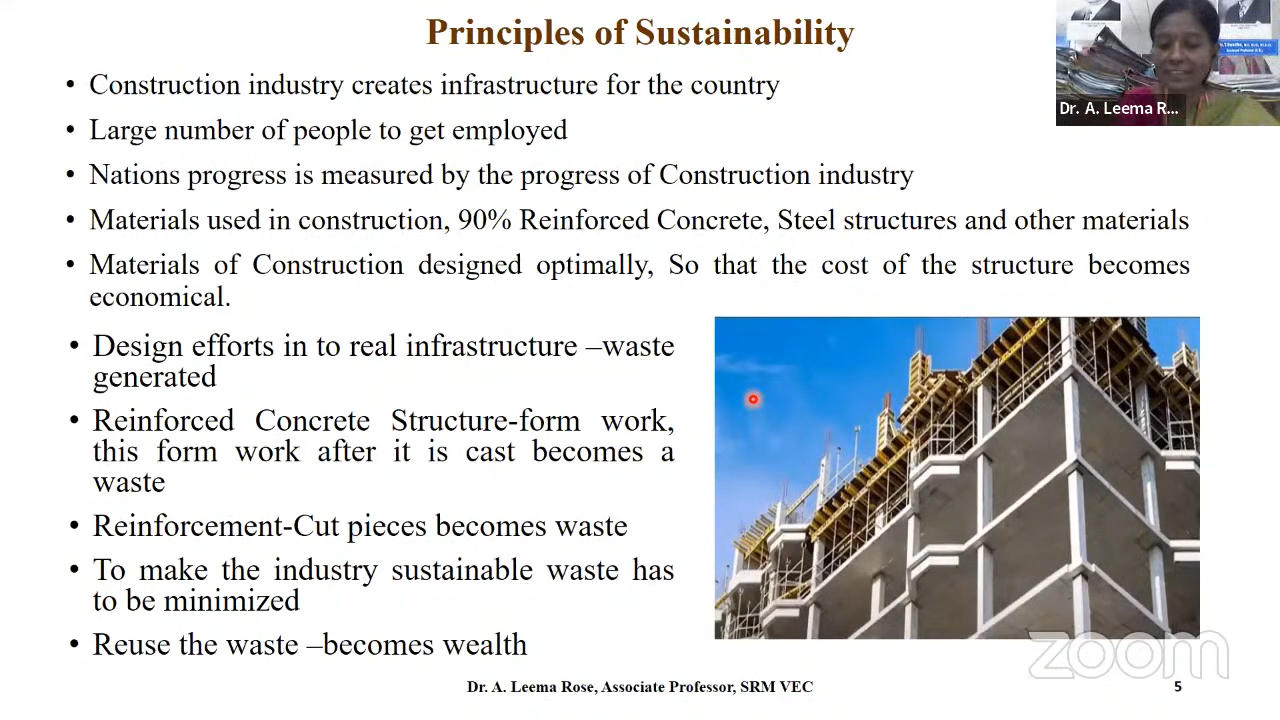 Principles of Sustainability
• Construction industry creates infrastructure for the country
• Large number of people to get employed
• Nations progress is measured by the progress of Construction industry
• Materials used in construction, 90% Reinforced Concrete, Steel structures and other materials
• Materials of Construction designed optimally, So that the cost of the structure becomes
economical.
• Design efforts in to real infrastructure –waste
generated
• Reinforced Concrete Structure-form work,
this form work after it is cast becomes a
waste
• Reinforcement-Cut pieces becomes waste
• To make the industry sustainable waste has
to be minimized
• Reuse the waste –becomes wealth
Dr. A. Leema R...
zoom
Dr. A. Leema Rose, Associate Professor, SRM VEC
5